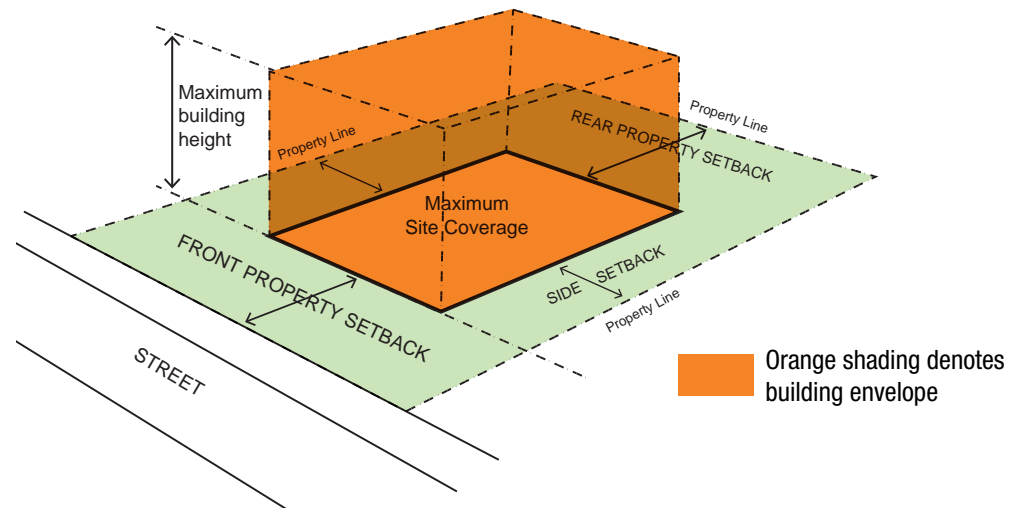 Maximum
building
height
Property Line
Property Line
REAR PROPERTY SETBACK
Maximum
Site Coverage
FRONT PROPERTY SETBACK
SIDE SETBACK
Property Line
STREET
Orange shading denotes
building envelope